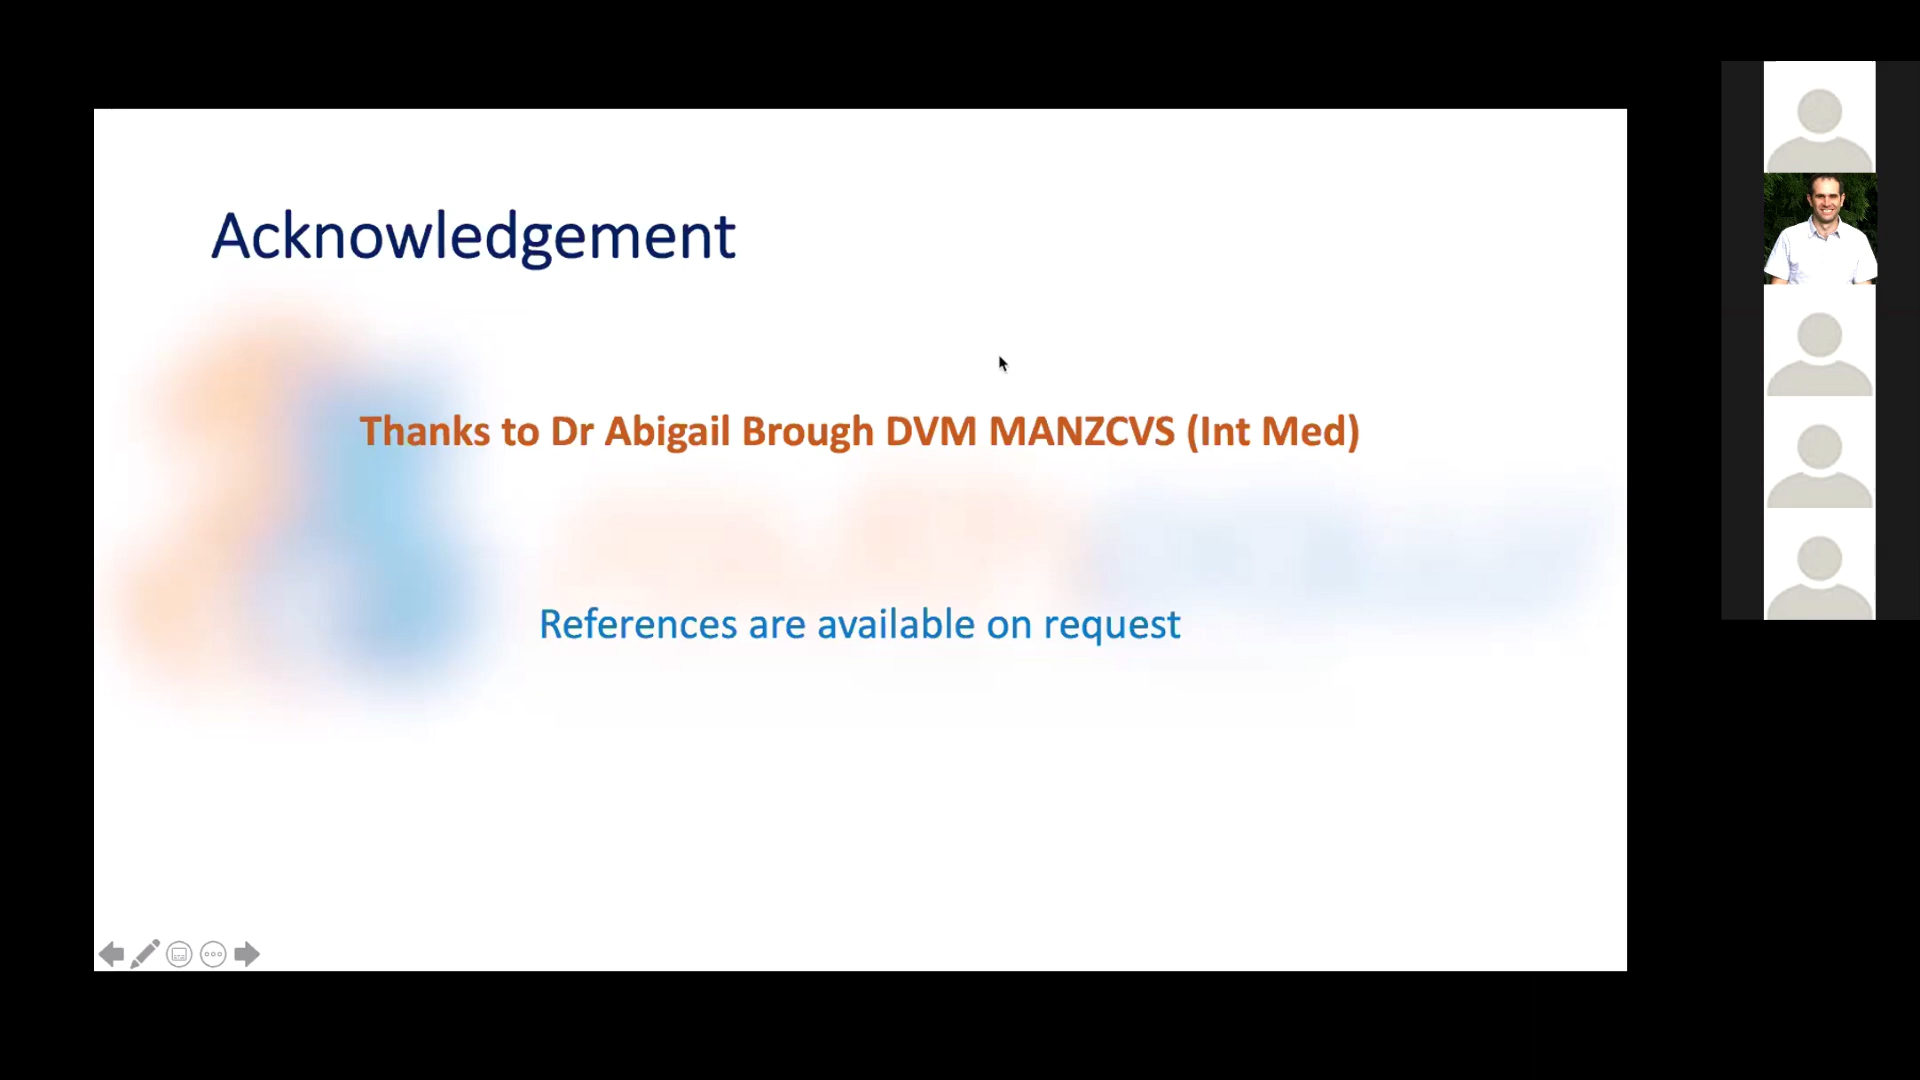 Acknowledgement
Thanks to Dr Abigail Brough DVM MANZCVS (Int Med)
References are available on request